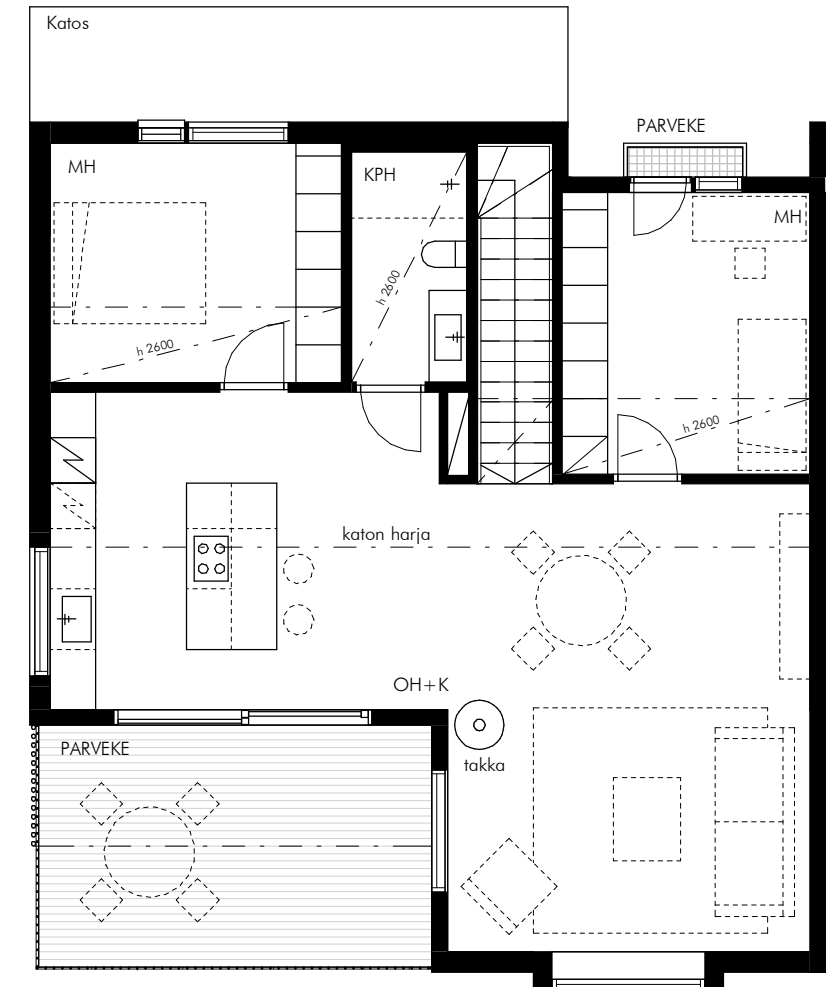 Katos
PARVEKE
MH
KPH
MH
h 2600
h 2600
h 2600
katon harja
OH+K
PARVEKE
takka